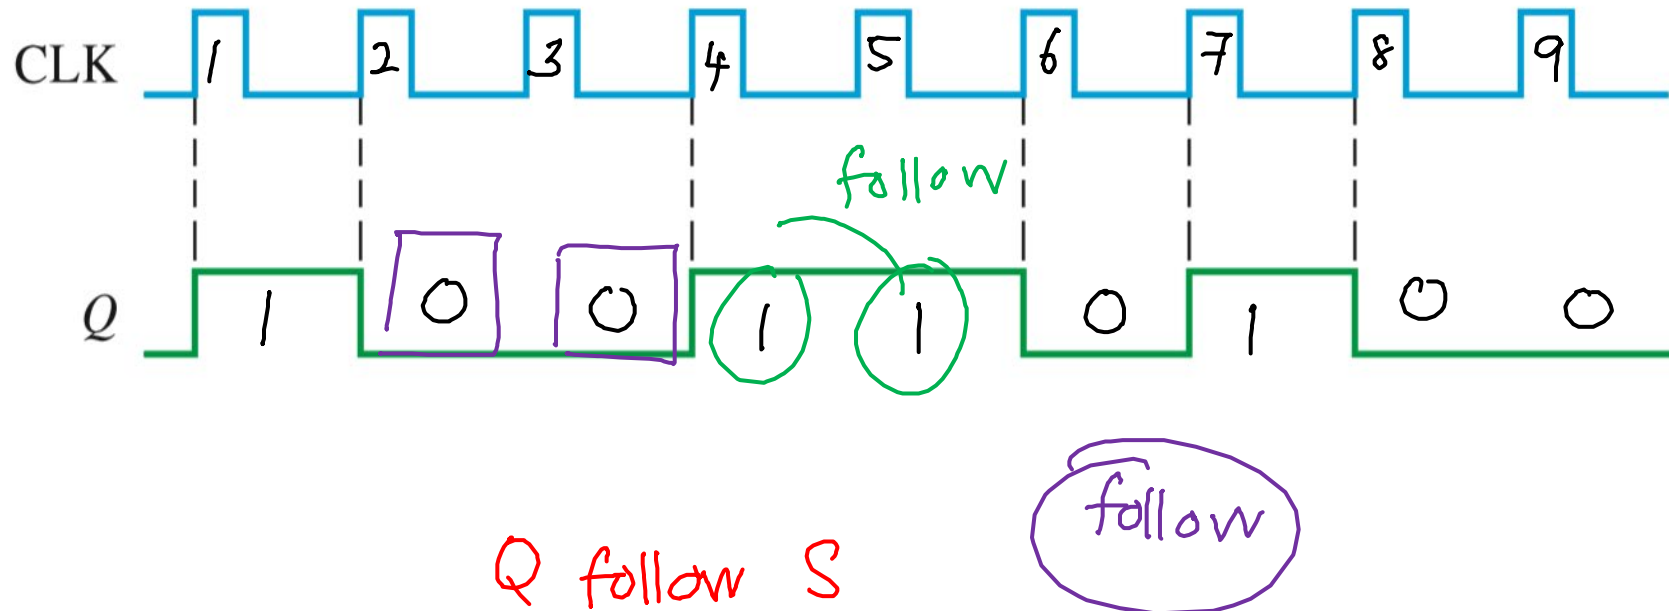 CLK 1 2 3 4 5 6 7 8 9
follow
Q 1 0 0 1 1 0 1 0 0
follow
Q follow S